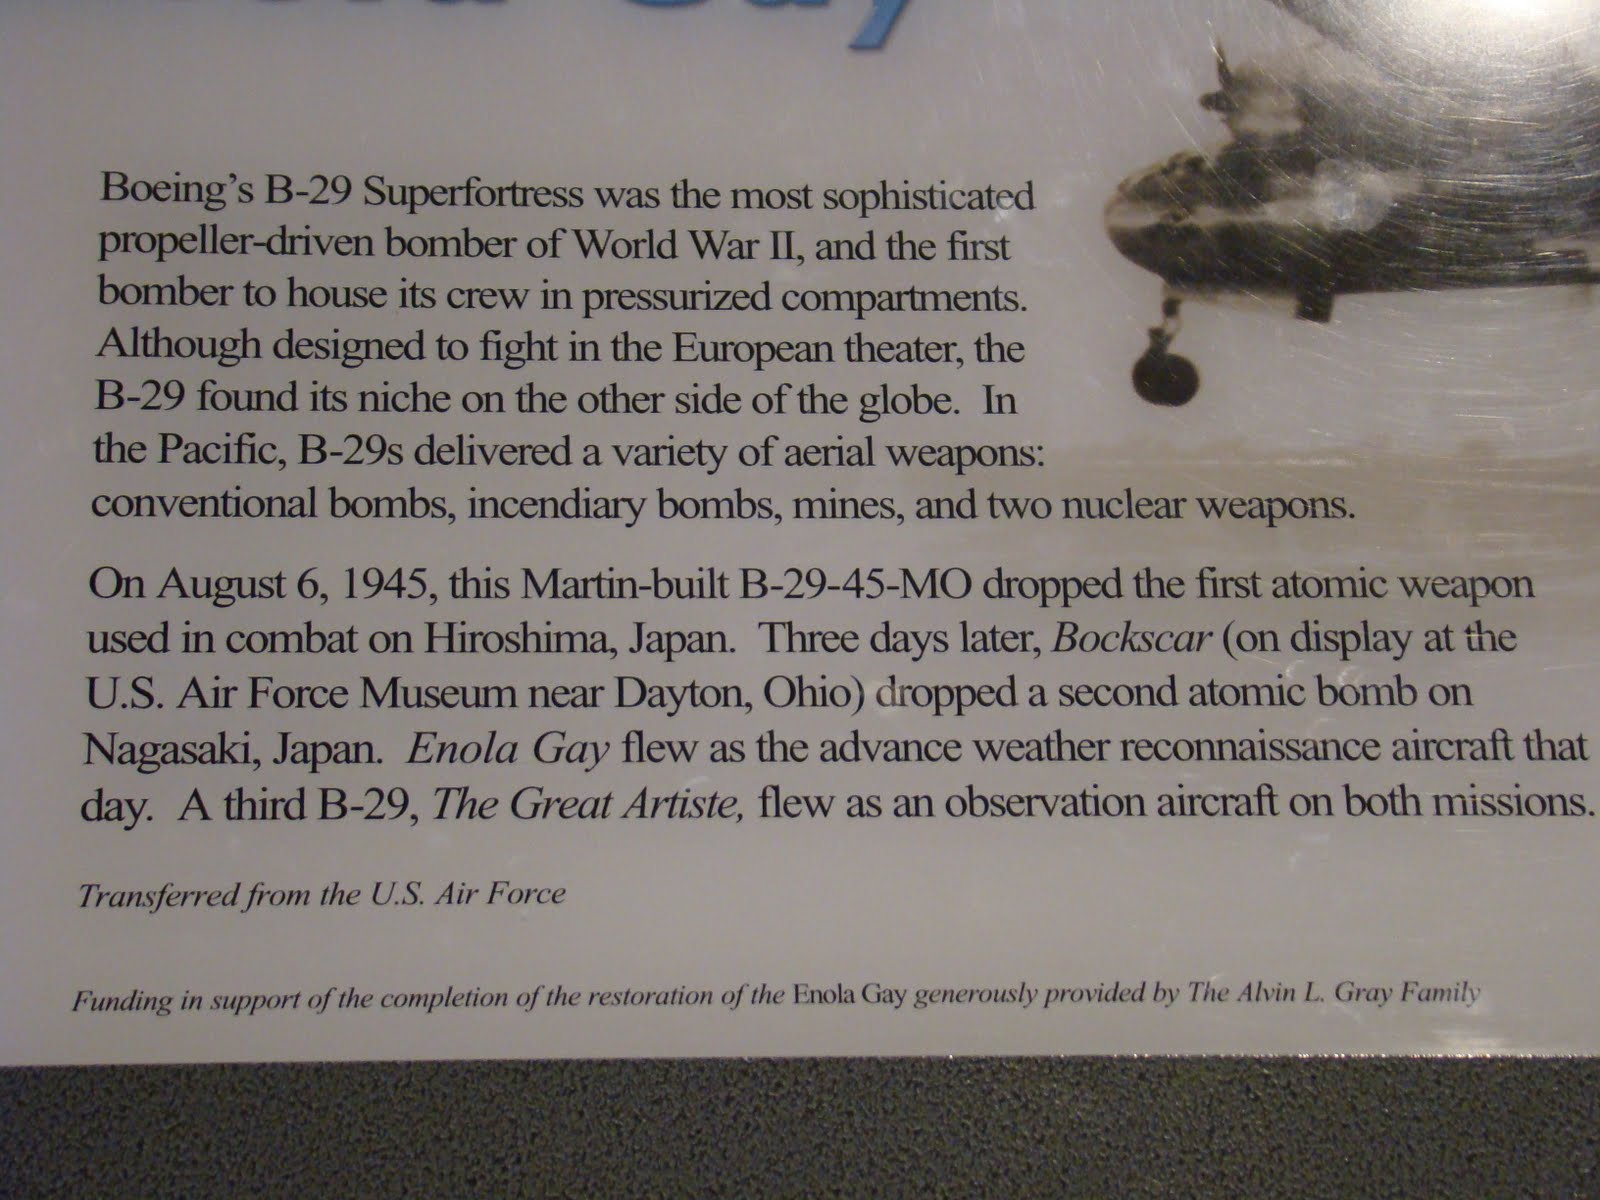 Gay
Boeing's B-29 Superfortress was the most sophisticated
propeller-driven bomber of World War II, and the first
bomber to house its crew in pressurized compartments.
Although designed to fight in the European theater, the
B-29 found its niche on the other side of the globe.  In
the Pacific, B-29s delivered a variety of aerial weapons:
conventional bombs, incendiary bombs, mines, and two nuclear weapons.
On August 6, 1945, this Martin-built B-29-45-MO dropped the first atomic weapon
used in combat on Hiroshima, Japan.  Three days later, Bockscar (on display at the
U.S. Air Force Museum near Dayton, Ohio) dropped a second atomic bomb on
Nagasaki, Japan.  Enola Gay flew as the advance weather reconnaissance aircraft that
day.  A third B-29, The Great Artiste, flew as an observation aircraft on both missions.
Transferred from the U.S. Air Force
Funding in support of the completion of the restoration of the Enola Gay generously provided by The Alvin L. Gray Family